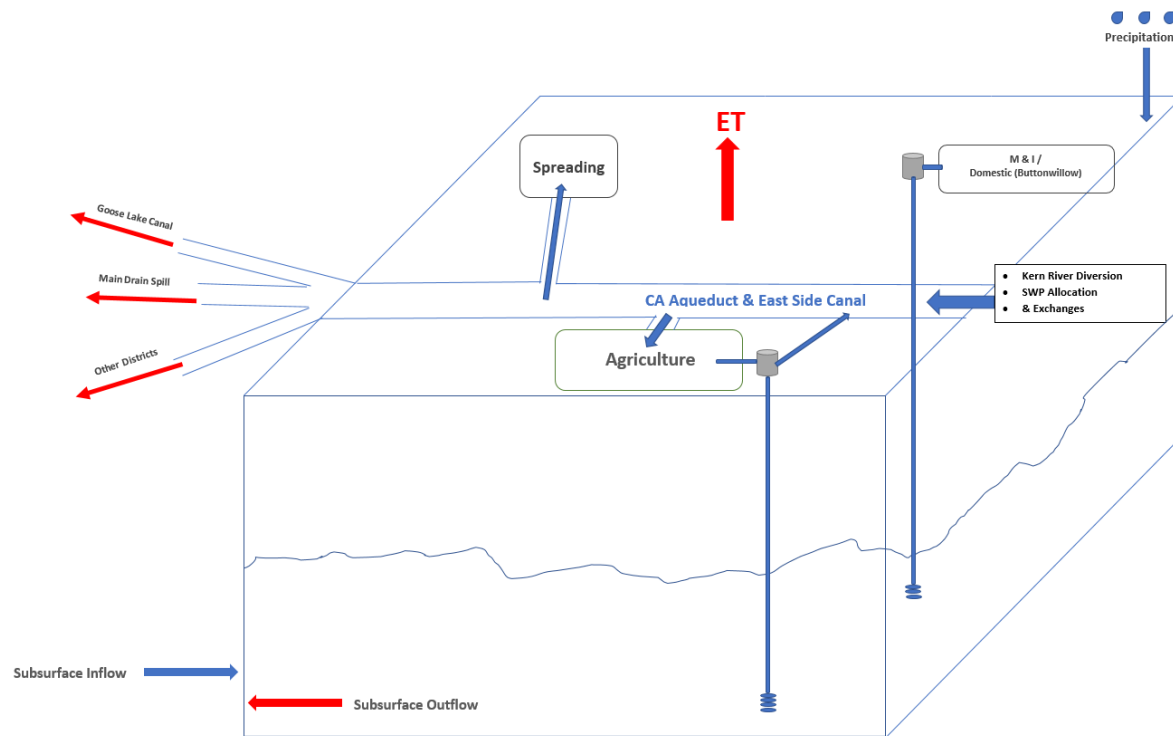 Precipitation
ET
Spreading
M & I /
Domestic (Buttonwillow)
Goose Lake Canal
Main Drain Spill
Other Districts
• Kern River Diversion
• SWP Allocation
• & Exchanges
CA Aqueduct & East Side Canal
Agriculture
Subsurface Inflow
Subsurface Outflow